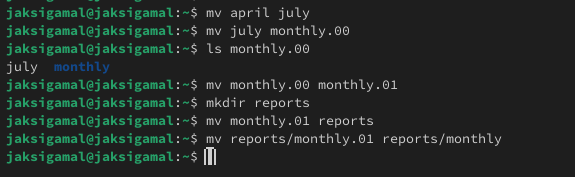 jaksigamal@jaksigamal:~$ mv april july
jaksigamal@jaksigamal:~$ mv july monthly.00
jaksigamal@jaksigamal:~$ ls monthly.00
july  monthly
jaksigamal@jaksigamal:~$ mv monthly.00 monthly.01
jaksigamal@jaksigamal:~$ mkdir reports
jaksigamal@jaksigamal:~$ mv monthly.01 reports
jaksigamal@jaksigamal:~$ mv reports/monthly.01 reports/monthly
jaksigamal@jaksigamal:~$